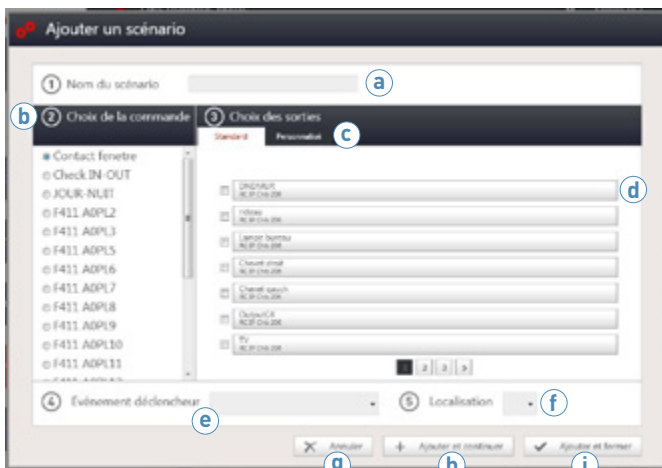 Ajouter un scénario
1 Nom du scénario a
b 2 Choix de la commande
3 Choix des sorties
Standard Personnalisé c
Contact fenetre
Check IN-OUT
JOUR-NUIT
F411 A0PL2
F411 A0PL3
F411 A0PL5
F411 A0PL6
F411 A0PL7
F411 A0PL8
F411 A0PL9
F411 A0PL10
F411 A0PL11
d
rideau
Lampe bureau
Chevet droit
Chevet gauch
TV
1 2 3 >
4 Evènement déclencheur e
5 Localisation f
Annuler g
+ Ajouter et continuer h
Ajouter et fermer i